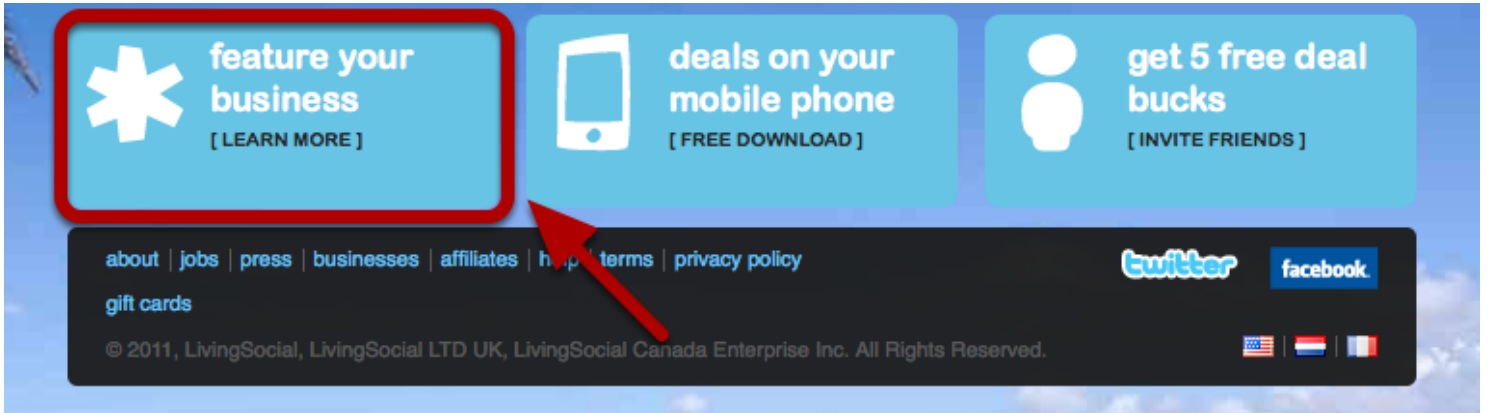 feature your
business
[ LEARN MORE ]
deals on your
mobile phone
[ FREE DOWNLOAD ]
get 5 free deal
bucks
[ INVITE FRIENDS ]
about | jobs | press | businesses | affiliates | help | terms | privacy policy
twitter
facebook.
gift cards
© 2011, LivingSocial, LivingSocial LTD UK, LivingSocial Canada Enterprise Inc. All Rights Reserved.